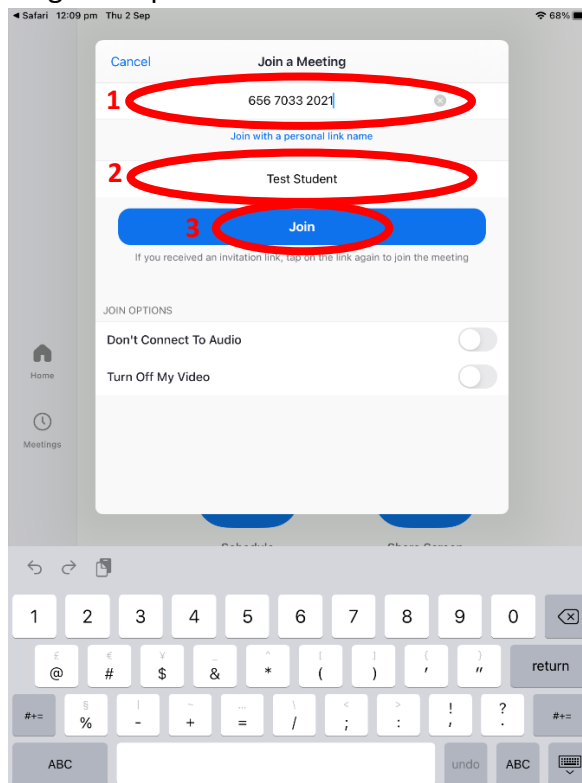 ◀ Safari 12:09 pm Thu 2 Sep 68%
Cancel Join a Meeting
1 656 7033 2021
Join with a personal link name
2 Test Student
3 Join
If you received an invitation link, tap on the link again to join the meeting
JOIN OPTIONS
Don't Connect To Audio
Turn Off My Video
Home
Meetings
Schedule Share Screen
1 2 3 4 5 6 7 8 9 0
£ € ¥ _ ^ [ ] { }
@ # $ & * ( ) ' " return
§ | ~ … \ < > ! ?
#+= % - + = / ; : , . #+=
ABC undo ABC